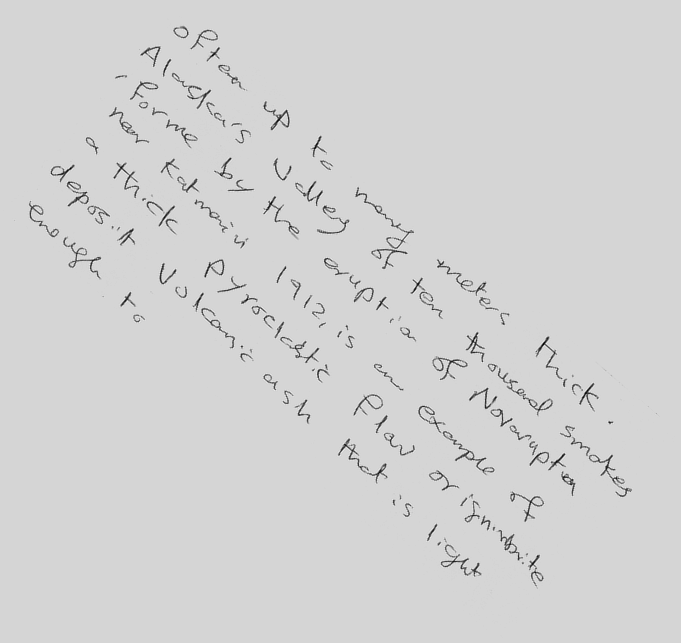 often up to many meters thick.
Alaska's Valley of ten thousand smokes
, forme by the eruption of Novarupta
near Katmai in 1912, is an example of
a thick pyroclastic flow or ignimbrite
deposit Volcanic ash that is light
enough to